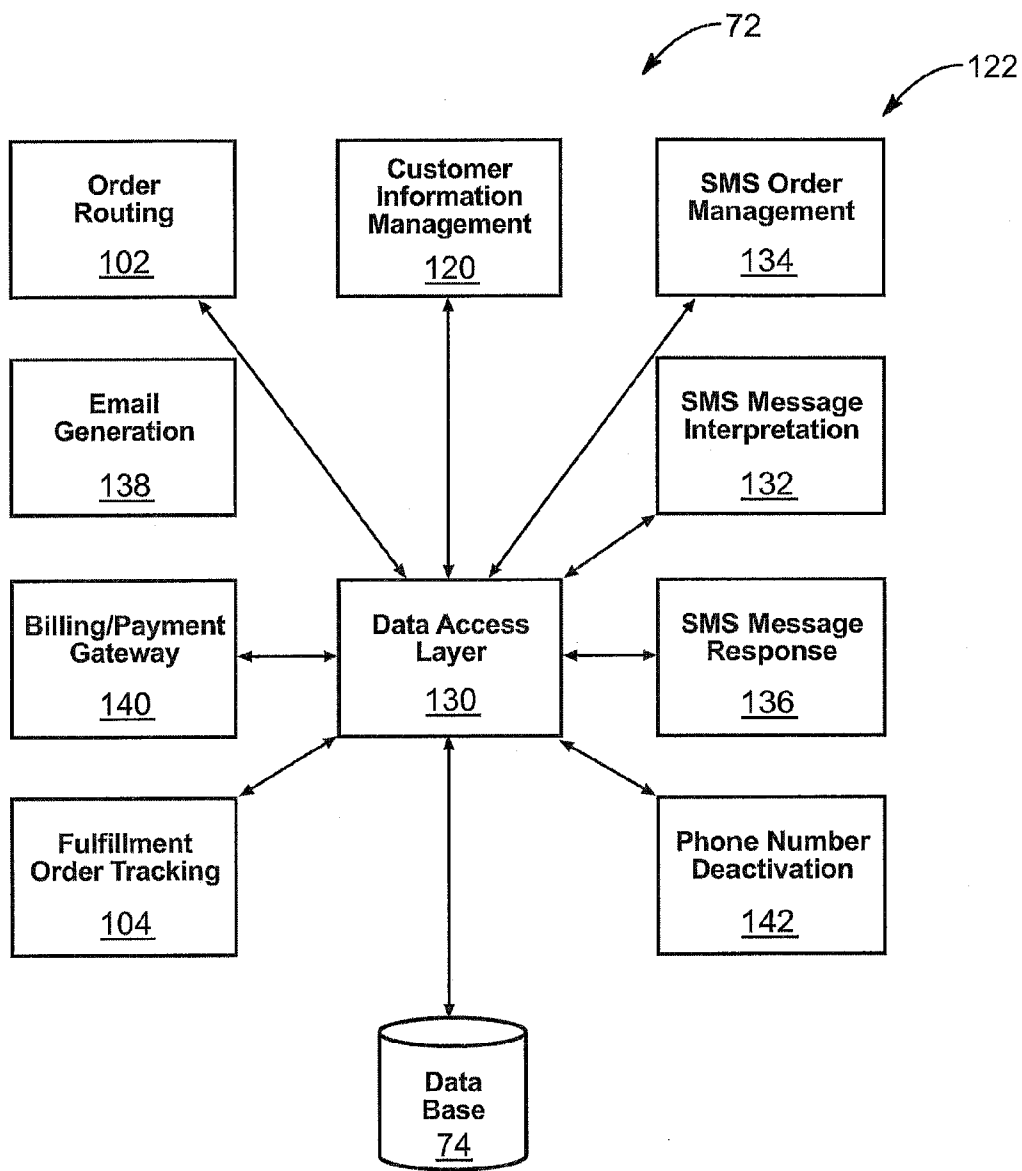 72
122
Order
Routing
102
Customer
Information
Management
120
SMS Order
Management
134
Email
Generation
138
SMS Message
Interpretation
132
Billing/Payment
Gateway
140
Data Access
Layer
130
SMS Message
Response
136
Fulfillment
Order Tracking
104
Phone Number
Deactivation
142
Data
Base
74